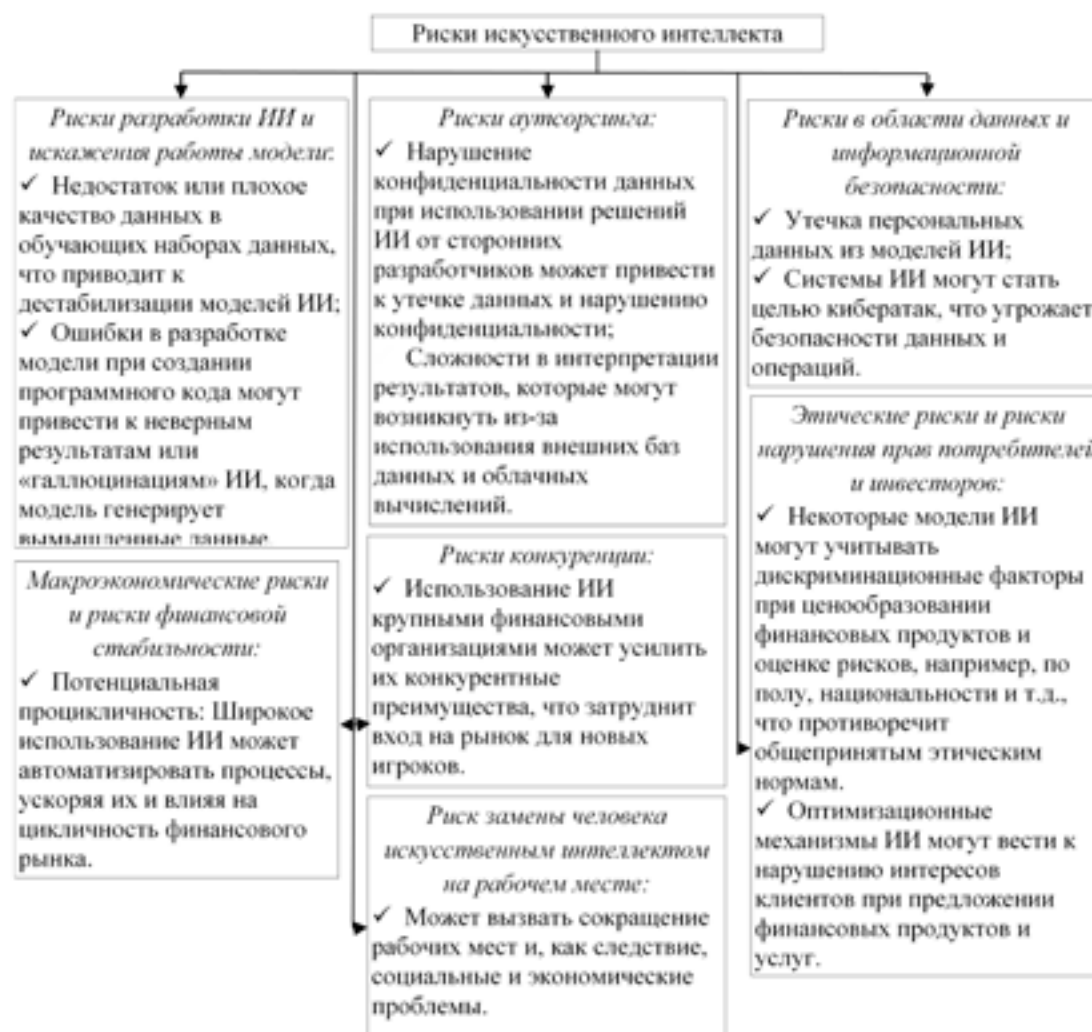 Риски искусственного интеллекта
Риски разработки ИИ и
искажения работы модели:
✓ Недостаток или плохое
качество данных в
обучающих наборах данных,
что приводит к
дестабилизации моделей ИИ;
✓ Ошибки в разработке
модели при создании
программного кода могут
привести к неверным
результатам или
«галлюцинациям» ИИ, когда
модель генерирует
вымышленные данные.
Макроэкономические риски
и риски финансовой
стабильности:
✓ Потенциальная
процикличность: Широкое
использование ИИ может
автоматизировать процессы,
ускоряя их и влияя на
цикличность финансового
рынка.
Риски аутсорсинга:
✓ Нарушение
конфиденциальности данных
при использовании решений
ИИ от сторонних
разработчиков может привести
к утечке данных и нарушению
конфиденциальности;
Сложности в интерпретации
результатов, которые могут
возникнуть из-за
использования внешних баз
данных и облачных
вычислений.
Риски конкуренции:
✓ Использование ИИ
крупными финансовыми
организациями может усилить
их конкурентные
преимущества, что затруднит
вход на рынок для новых
игроков.
Риск замены человека
искусственным интеллектом
на рабочем месте:
✓ Может вызвать сокращение
рабочих мест и, как следствие,
социальные и экономические
проблемы.
Риски в области данных и
информационной
безопасности:
✓ Утечка персональных
данных из моделей ИИ;
✓ Системы ИИ могут стать
целью кибератак, что угрожает
безопасности данных и
операций.
Этические риски и риски
нарушения прав потребителей
и инвесторов:
✓ Некоторые модели ИИ
могут учитывать
дискриминационные факторы
при ценообразовании
финансовых продуктов и
оценке рисков, например, по
полу, национальности и т.д.,
что противоречит
общепринятым этическим
нормам.
✓ Оптимизационные
механизмы ИИ могут вести к
нарушению интересов
клиентов при предложении
финансовых продуктов и
услуг.